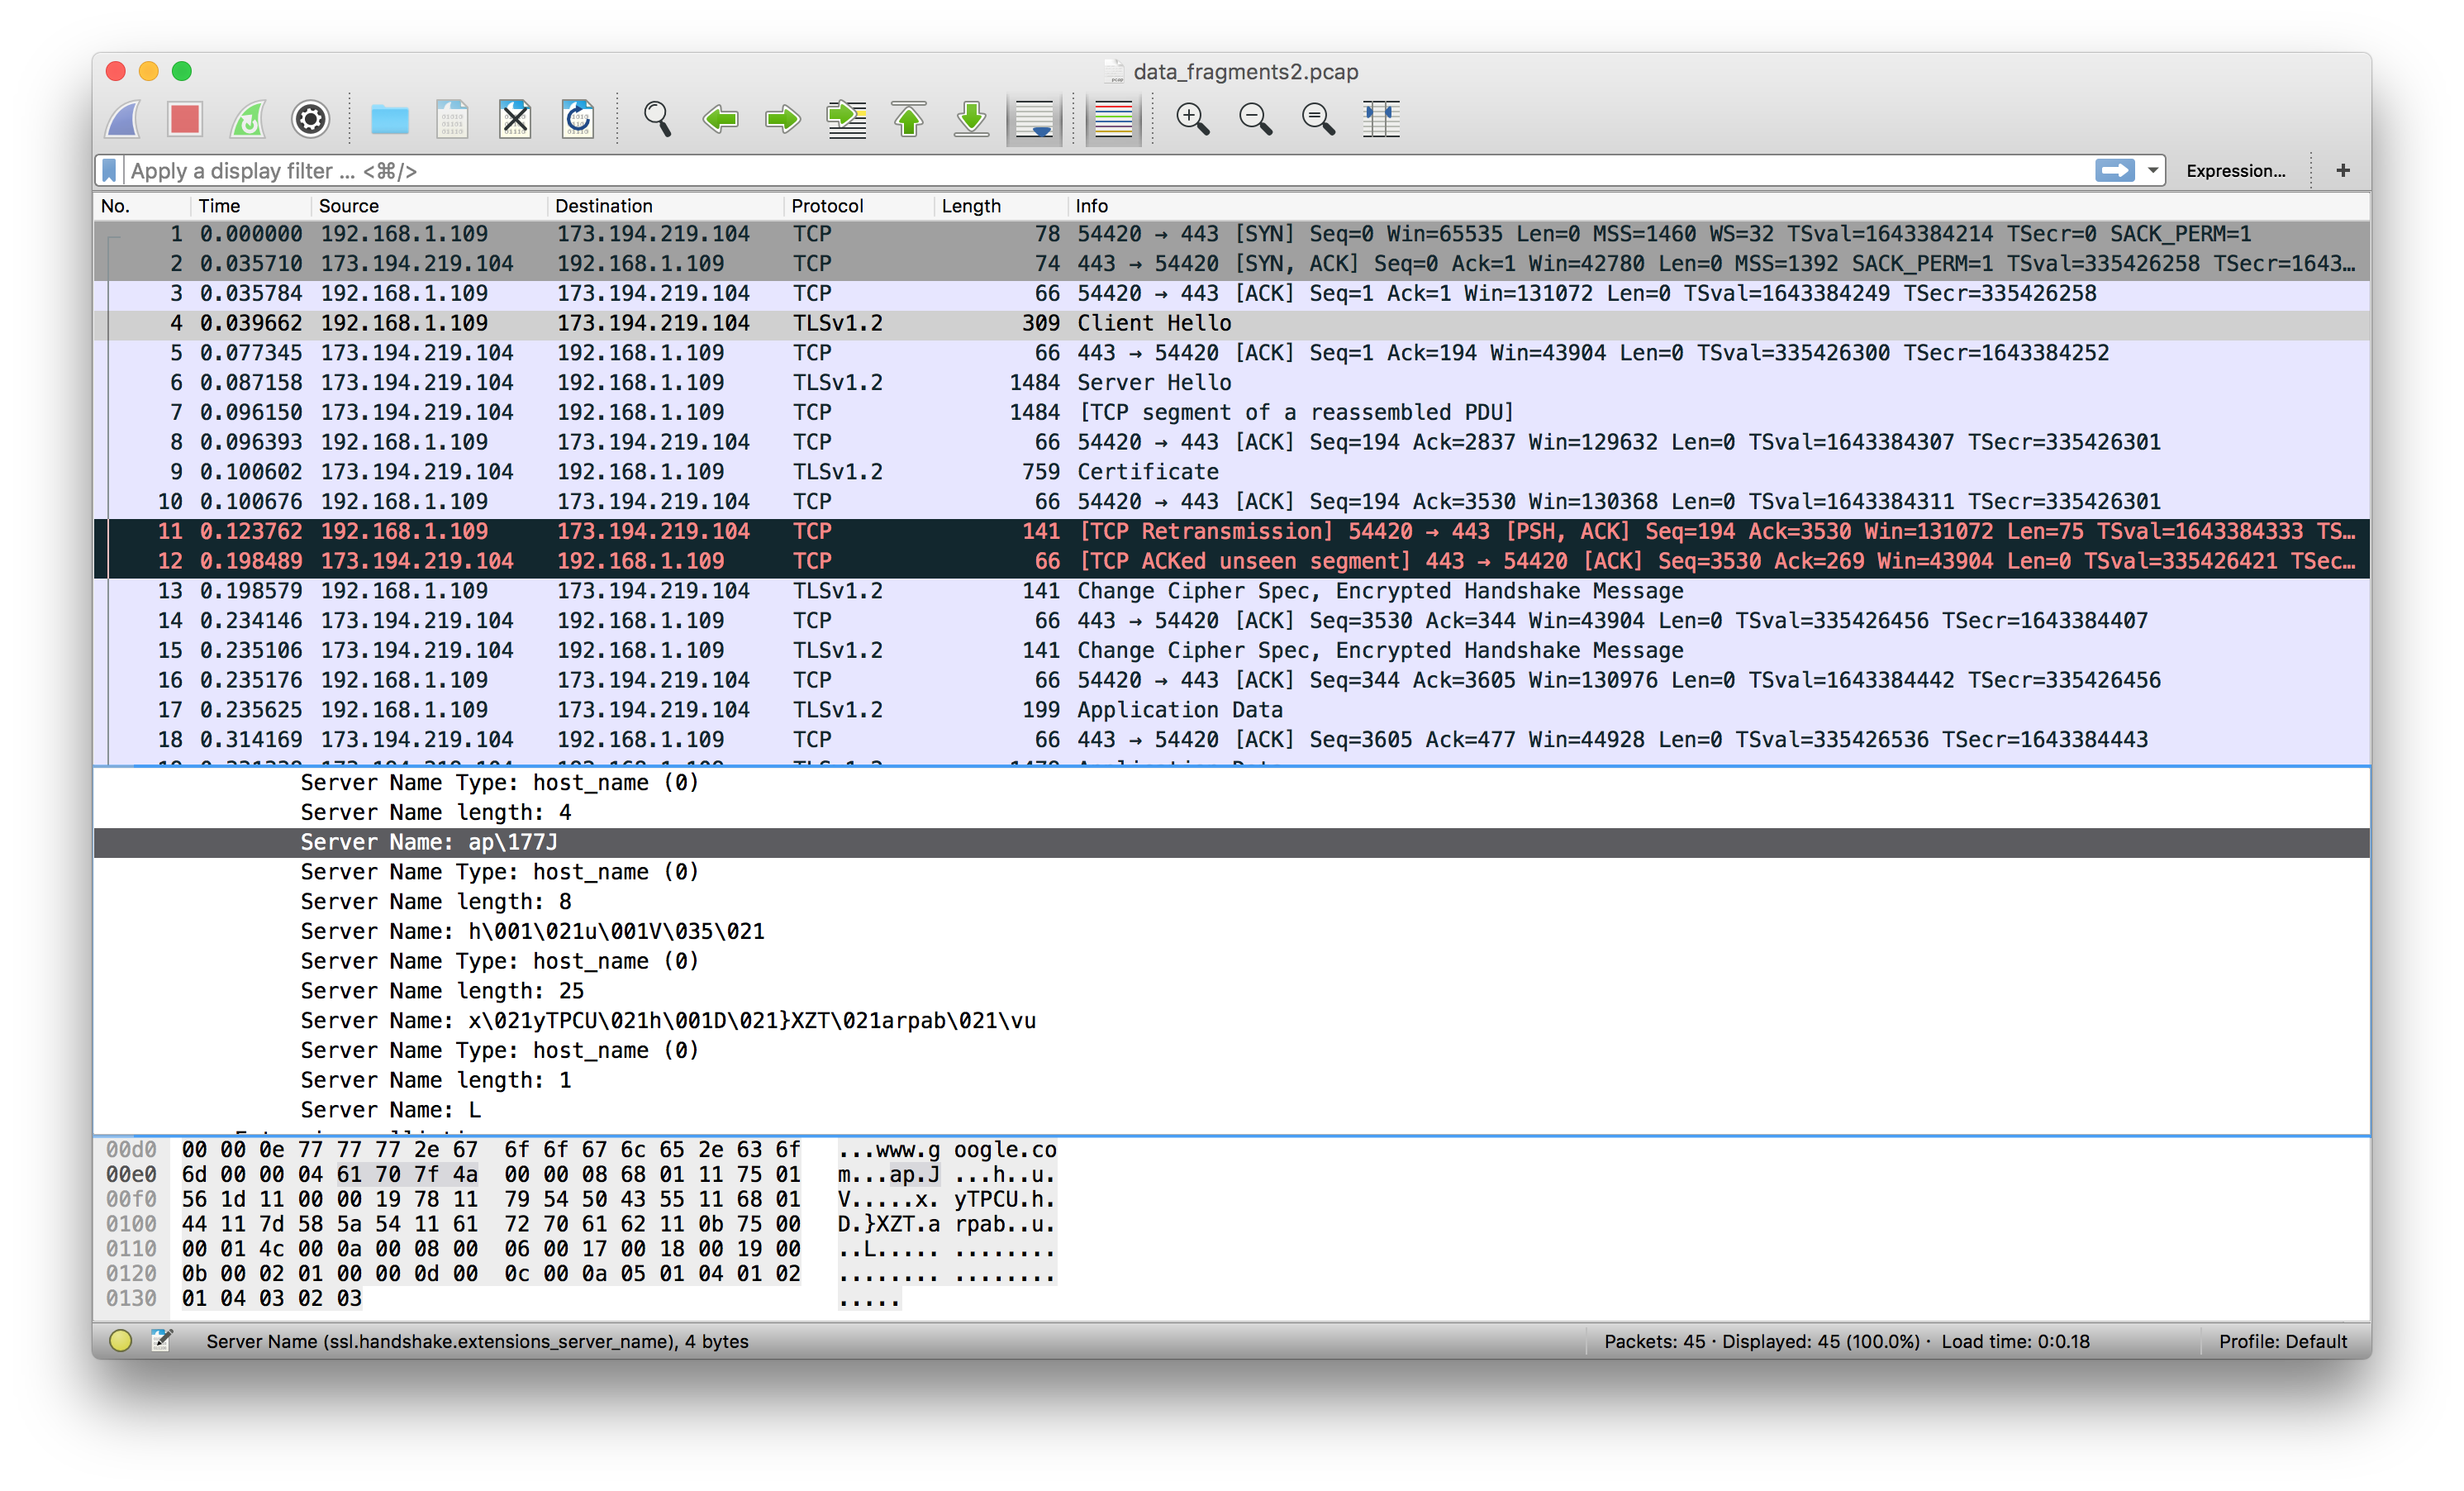 data_fragments2.pcap
Apply a display filter ... <⌘/>
Expression...
+
No. Time Source Destination Protocol Length Info
1 0.000000 192.168.1.109 173.194.219.104 TCP 78 54420 → 443 [SYN] Seq=0 Win=65535 Len=0 MSS=1460 WS=32 TSval=1643384214 TSecr=0 SACK_PERM=1
2 0.035710 173.194.219.104 192.168.1.109 TCP 74 443 → 54420 [SYN, ACK] Seq=0 Ack=1 Win=42780 Len=0 MSS=1392 SACK_PERM=1 TSval=335426258 TSecr=1643…
3 0.035784 192.168.1.109 173.194.219.104 TCP 66 54420 → 443 [ACK] Seq=1 Ack=1 Win=131072 Len=0 TSval=1643384249 TSecr=335426258
4 0.039662 192.168.1.109 173.194.219.104 TLSv1.2 309 Client Hello
5 0.077345 173.194.219.104 192.168.1.109 TCP 66 443 → 54420 [ACK] Seq=1 Ack=194 Win=43904 Len=0 TSval=335426300 TSecr=1643384252
6 0.087158 173.194.219.104 192.168.1.109 TLSv1.2 1484 Server Hello
7 0.096150 173.194.219.104 192.168.1.109 TCP 1484 [TCP segment of a reassembled PDU]
8 0.096393 192.168.1.109 173.194.219.104 TCP 66 54420 → 443 [ACK] Seq=194 Ack=2837 Win=129632 Len=0 TSval=1643384307 TSecr=335426301
9 0.100602 173.194.219.104 192.168.1.109 TLSv1.2 759 Certificate
10 0.100676 192.168.1.109 173.194.219.104 TCP 66 54420 → 443 [ACK] Seq=194 Ack=3530 Win=130368 Len=0 TSval=1643384311 TSecr=335426301
11 0.123762 192.168.1.109 173.194.219.104 TCP 141 [TCP Retransmission] 54420 → 443 [PSH, ACK] Seq=194 Ack=3530 Win=131072 Len=75 TSval=1643384333 TS…
12 0.198489 173.194.219.104 192.168.1.109 TCP 66 [TCP ACKed unseen segment] 443 → 54420 [ACK] Seq=3530 Ack=269 Win=43904 Len=0 TSval=335426421 TSec…
13 0.198579 192.168.1.109 173.194.219.104 TLSv1.2 141 Change Cipher Spec, Encrypted Handshake Message
14 0.234146 173.194.219.104 192.168.1.109 TCP 66 443 → 54420 [ACK] Seq=3530 Ack=344 Win=43904 Len=0 TSval=335426456 TSecr=1643384407
15 0.235106 173.194.219.104 192.168.1.109 TLSv1.2 141 Change Cipher Spec, Encrypted Handshake Message
16 0.235176 192.168.1.109 173.194.219.104 TCP 66 54420 → 443 [ACK] Seq=344 Ack=3605 Win=130976 Len=0 TSval=1643384442 TSecr=335426456
17 0.235625 192.168.1.109 173.194.219.104 TLSv1.2 199 Application Data
18 0.314169 173.194.219.104 192.168.1.109 TCP 66 443 → 54420 [ACK] Seq=3605 Ack=477 Win=44928 Len=0 TSval=335426536 TSecr=1643384443
Server Name Type: host_name (0)
Server Name length: 4
Server Name: ap\177J
Server Name Type: host_name (0)
Server Name length: 8
Server Name: h\001\021u\001V\035\021
Server Name Type: host_name (0)
Server Name length: 25
Server Name: x\021yTPCU\021h\001D\021}XZT\021arpab\021\vu
Server Name Type: host_name (0)
Server Name length: 1
Server Name: L
00d0 00 00 0e 77 77 77 2e 67 6f 6f 67 6c 65 2e 63 6f ...www.g oogle.co
00e0 6d 00 00 04 61 70 7f 4a 00 00 08 68 01 11 75 01 m...ap.J ...h..u.
00f0 56 1d 11 00 00 19 78 11 79 54 50 43 55 11 68 01 V.....x. yTPCU.h.
0100 44 11 7d 58 5a 54 11 61 72 70 61 62 11 0b 75 00 D.}XZT.a rpab..u.
0110 00 01 4c 00 0a 00 08 00 06 00 17 00 18 00 19 00 ..L..... ........
0120 0b 00 02 01 00 00 0d 00 0c 00 0a 05 01 04 01 02 ........ ........
0130 01 04 03 02 03 .....
Server Name (ssl.handshake.extensions_server_name), 4 bytes
Packets: 45 · Displayed: 45 (100.0%) · Load time: 0:0.18
Profile: Default